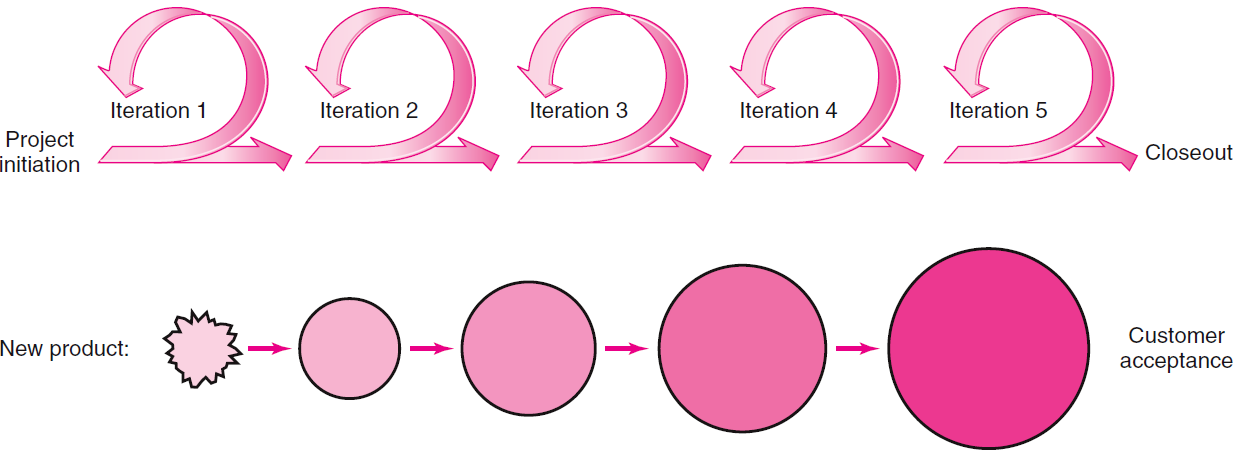 Iteration 1
Iteration 2
Iteration 3
Iteration 4
Iteration 5
Project
initiation
Closeout
New product:
Customer
acceptance